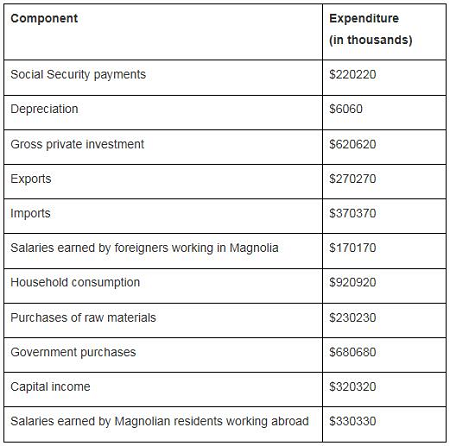 Component Expenditure
(in thousands)
Social Security payments $220220
Depreciation $6060
Gross private investment $620620
Exports $270270
Imports $370370
Salaries earned by foreigners working in Magnolia $170170
Household consumption $920920
Purchases of raw materials $230230
Government purchases $680680
Capital income $320320
Salaries earned by Magnolian residents working abroad $330330